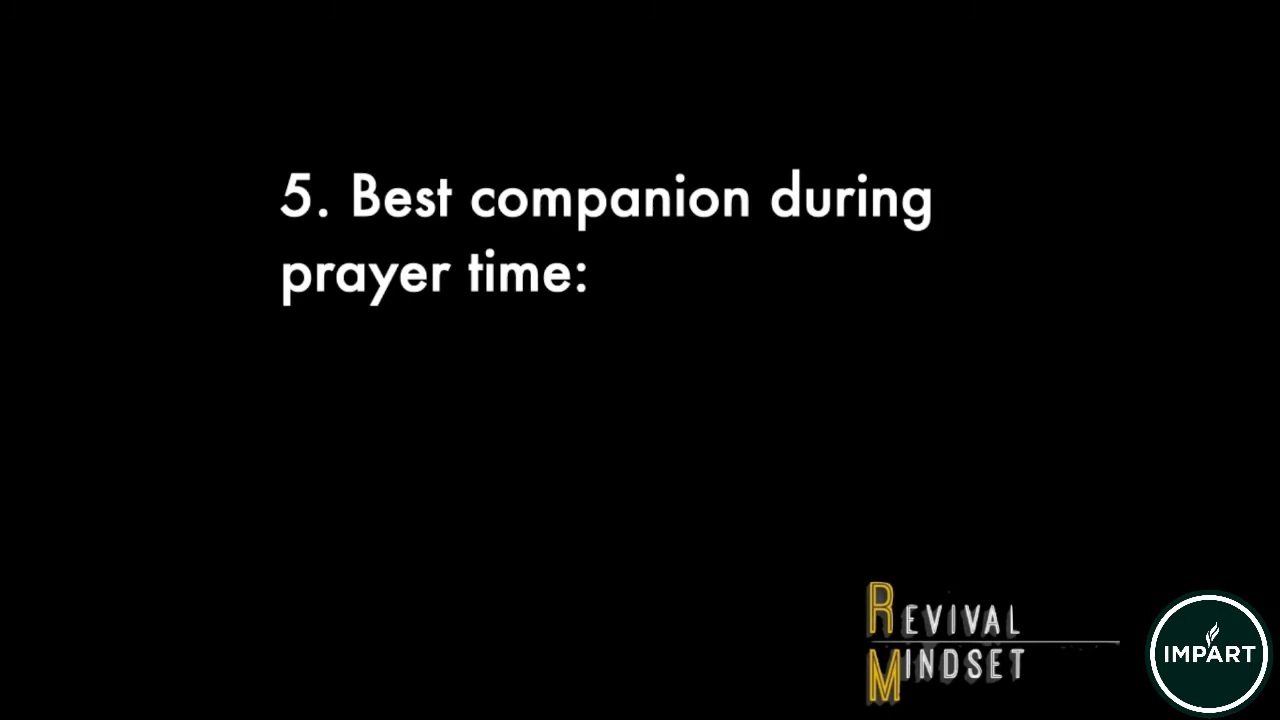 5. Best companion during
prayer time:
REVIVAL
MINDSET
IMPART